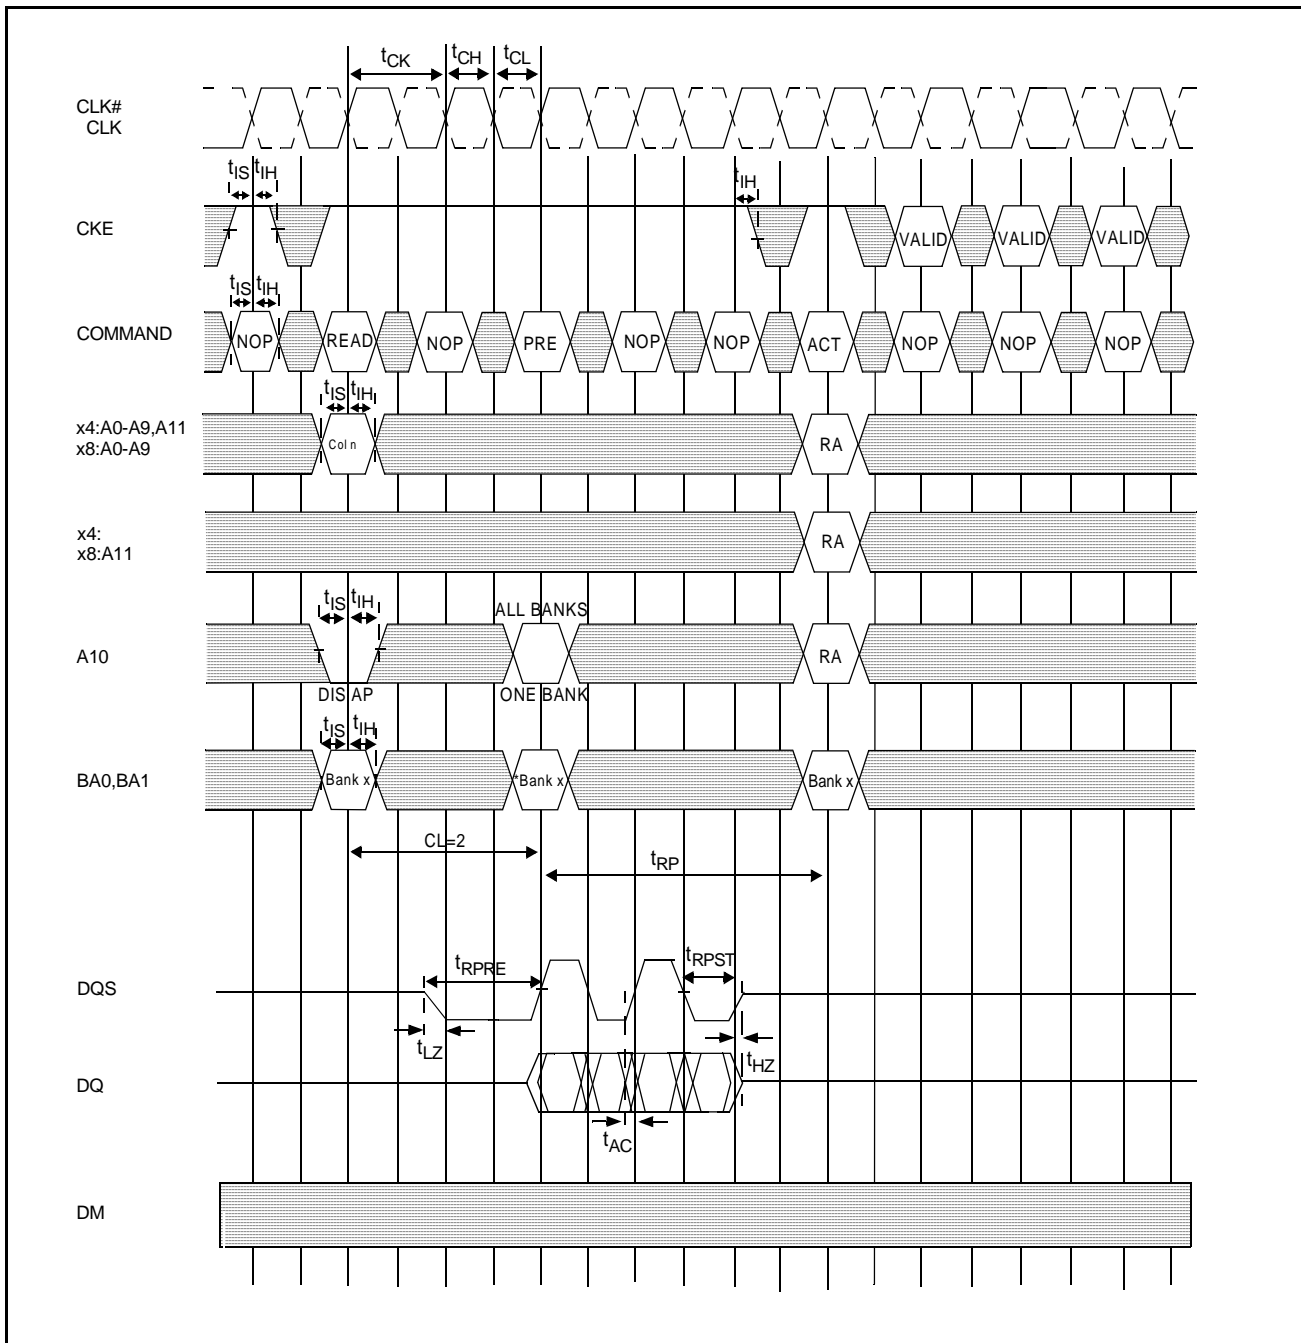 tCK tCH tCL
CLK#
CLK
tIS tIH tIH
CKE
VALID VALID VALID
tIS tIH
COMMAND
NOP READ NOP PRE NOP NOP ACT NOP NOP NOP
tIS tIH
x4:A0-A9,A11
x8:A0-A9
Col n RA
x4:
x8:A11
RA
tIS tIH ALL BANKS
A10
RA
DIS AP ONE BANK
tIS tIH
BA0,BA1
Bank x *Bank x Bank x
CL=2
tRP
tRPRE tRPST
DQS
tLZ tHZ
DQ
tAC
DM